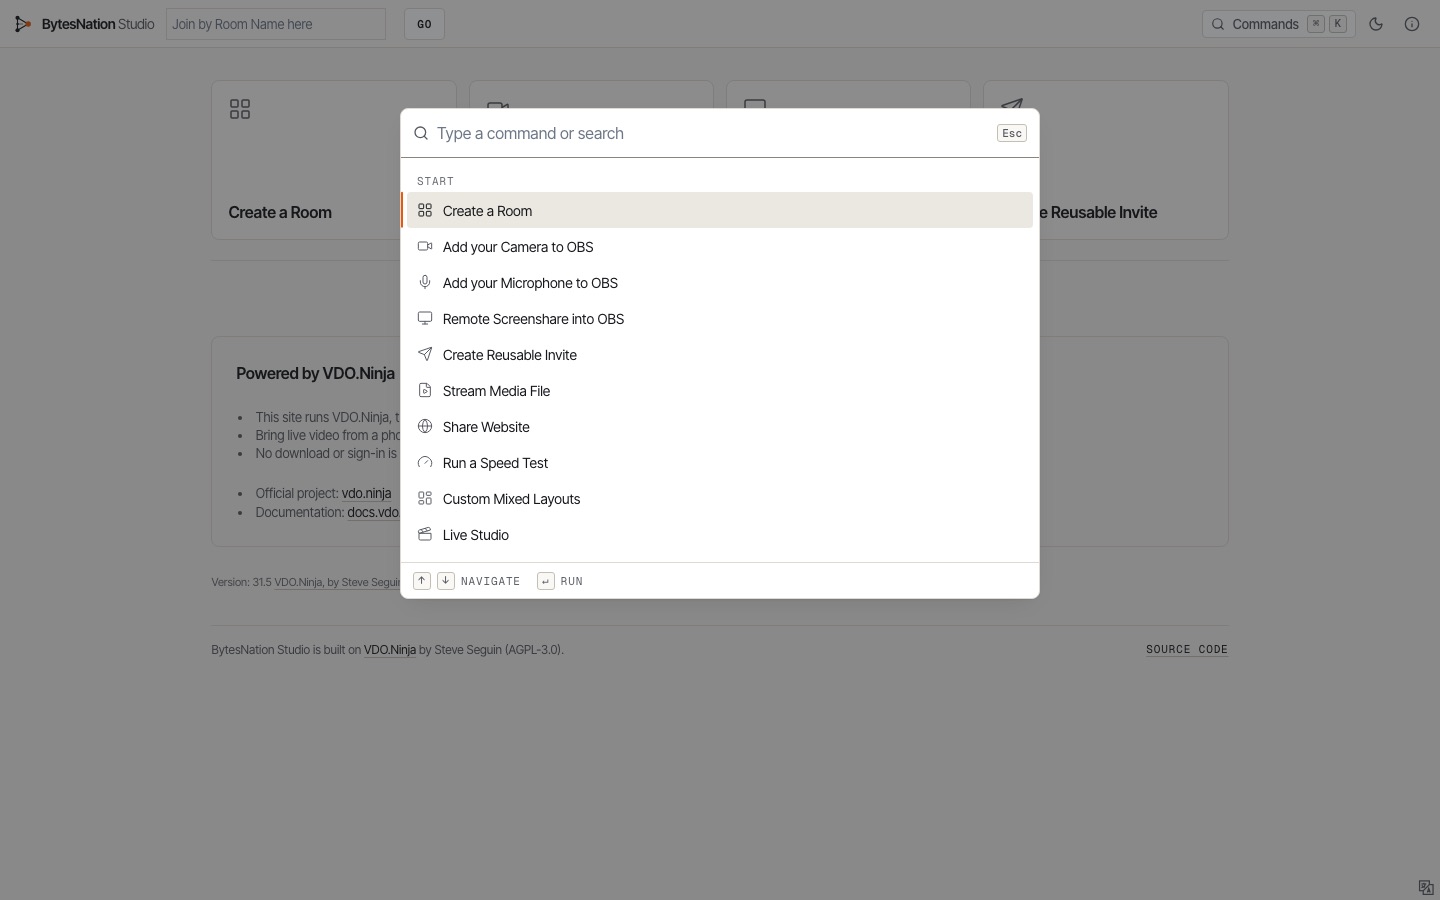 BytesNation Studio
Join by Room Name here
GO
Commands ⌘ K
Type a command or search
Esc
START
Create a Room
Add your Camera to OBS
Add your Microphone to OBS
Remote Screenshare into OBS
Create Reusable Invite
Stream Media File
Share Website
Run a Speed Test
Custom Mixed Layouts
Live Studio
↑ ↓ NAVIGATE ↵ RUN
Create a Room
Reusable Invite
Powered by VDO.Ninja
This site runs VDO.Ninja,
Bring live video from a
No download or sign-in is
Official project: vdo.ninja
Documentation: docs.vdo.
Version: 31.5 VDO.Ninja, by Steve Seguin
BytesNation Studio is built on VDO.Ninja by Steve Seguin (AGPL-3.0).
SOURCE CODE